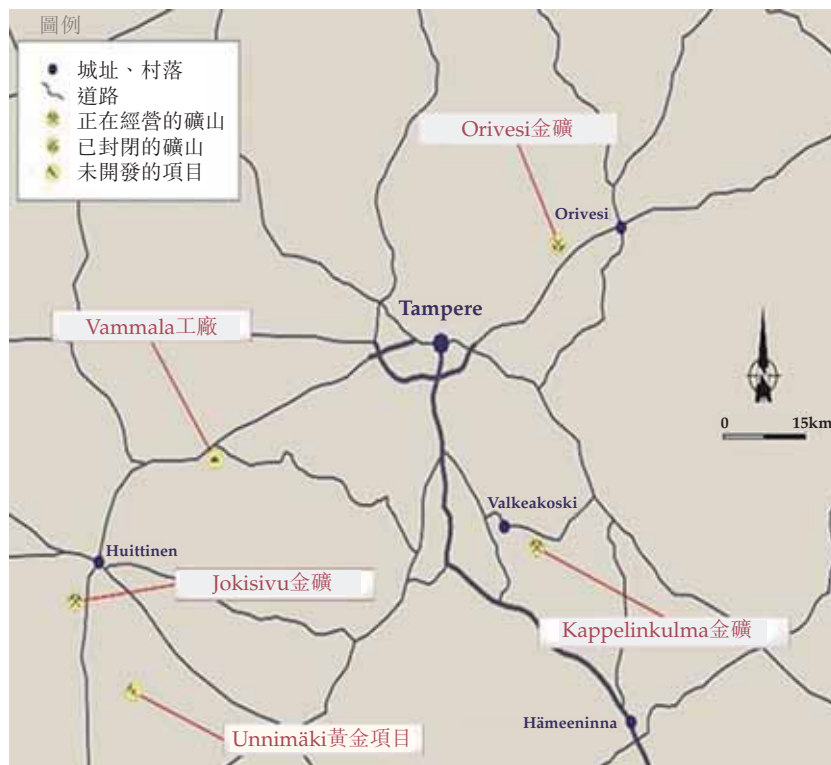 圖例
城址、村落
道路
正在經營的礦山
已封閉的礦山
未開發的項目
Orivesi金礦
Orivesi
Tampere
Vammala工廠
0 15km
Valkeakoski
Huittinen
Jokisivu金礦
Kappelinkulma金礦
Hämeeninna
Unnimäki黃金項目